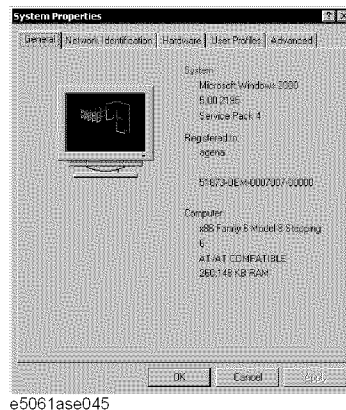 System Properties
General Network Identification Hardware User Profiles Advanced
System:
Microsoft Windows 2000
5.00.2195
Service Pack 4
Registered to:
agena
51873-OEM-0007007-00000
Computer:
x86 Family 6 Model 8 Stepping
6
AT/AT COMPATIBLE
260,148 KB RAM
OK Cancel Apply
e5061ase045